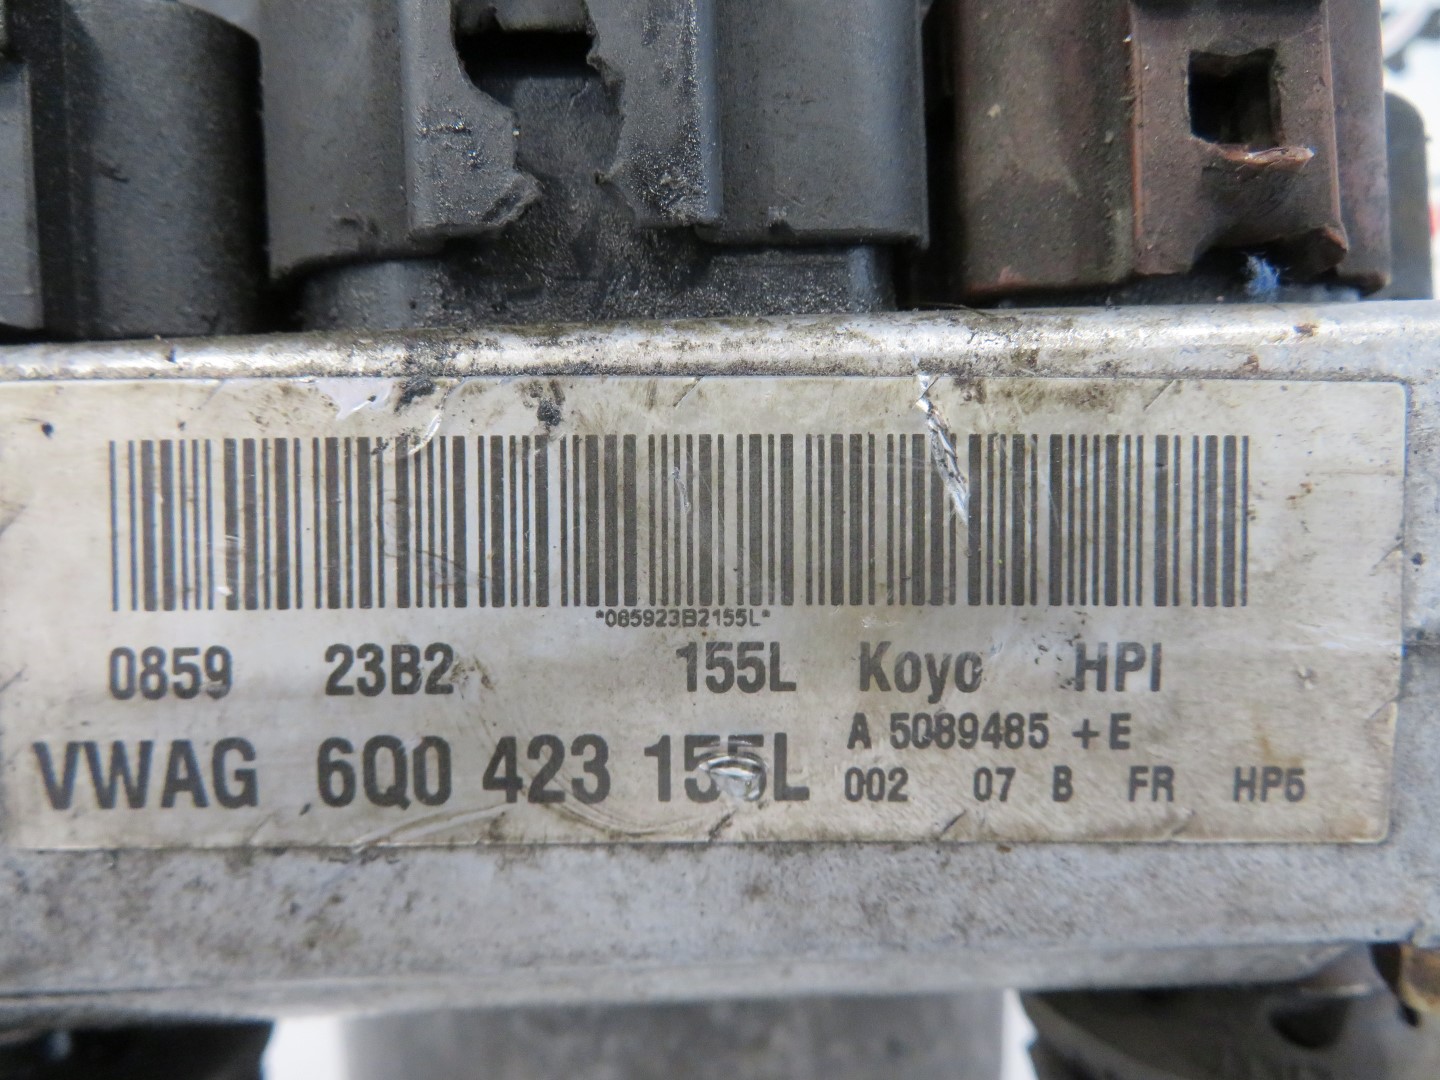 *085923B2155L*
0859 23B2 155L Koyo HPI
A 5089485 +E
VWAG 6Q0 423 155L
002 07 B FR HP5